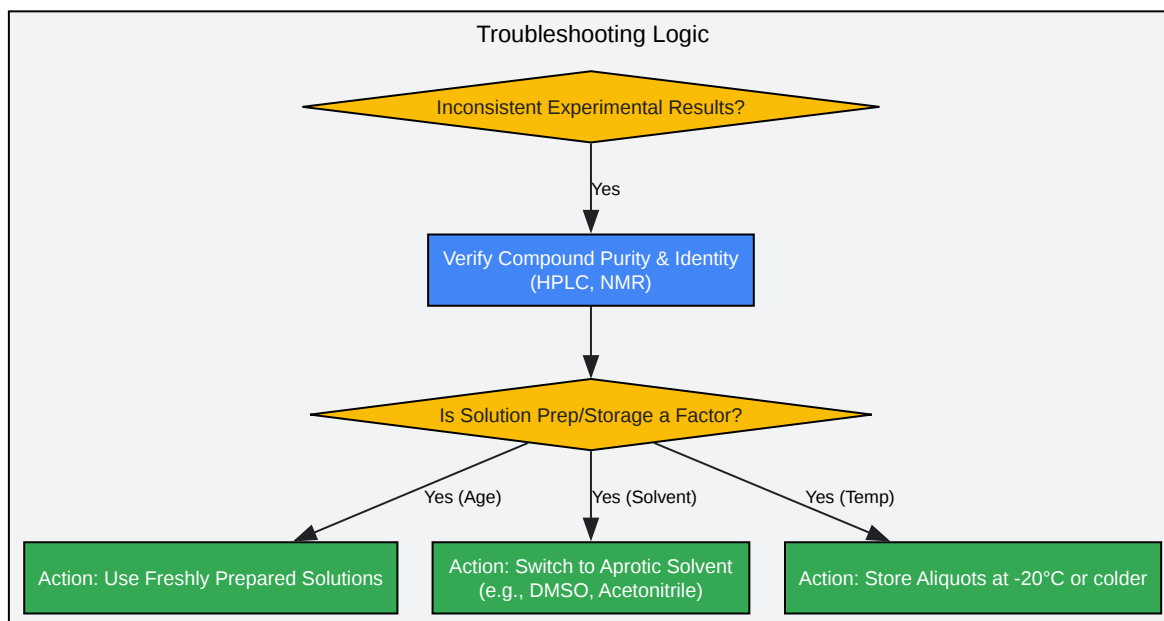 Troubleshooting Logic
Inconsistent Experimental Results?
Yes
Verify Compound Purity & Identity
(HPLC, NMR)
Is Solution Prep/Storage a Factor?
Yes (Age)
Yes (Solvent)
Yes (Temp)
Action: Use Freshly Prepared Solutions
Action: Switch to Aprotic Solvent
(e.g., DMSO, Acetonitrile)
Action: Store Aliquots at -20°C or colder